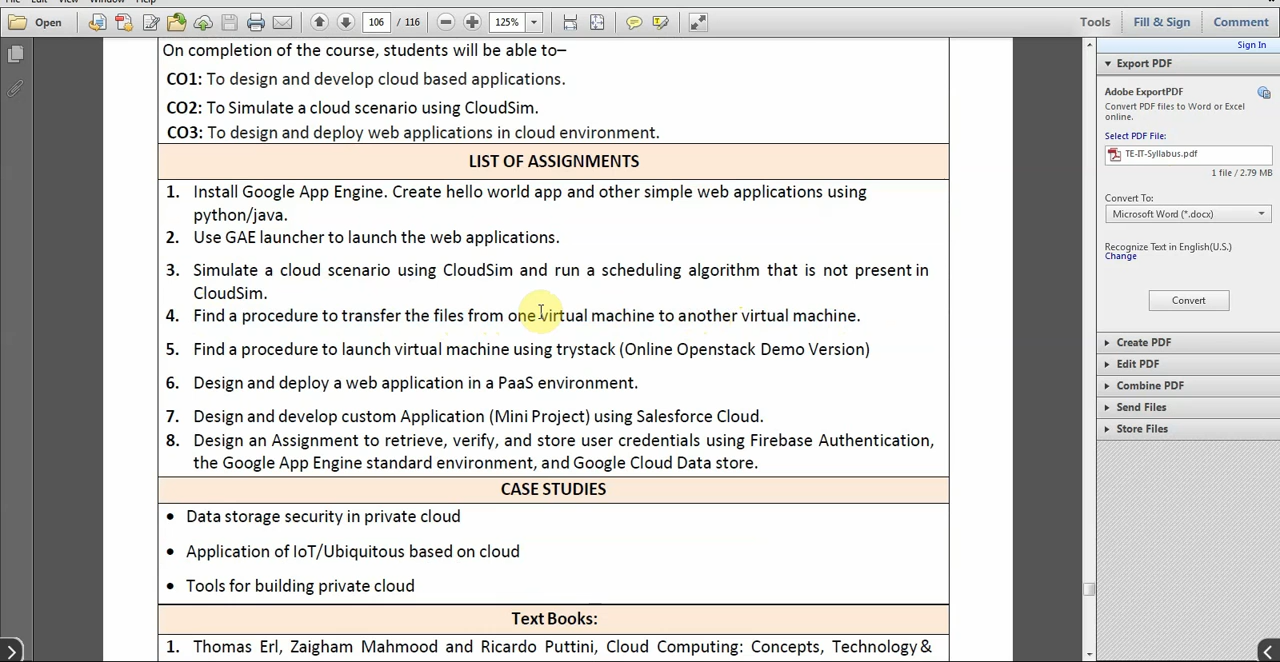 Open
106
/ 116
125%
Tools
Fill & Sign
Comment
On completion of the course, students will be able to–
CO1: To design and develop cloud based applications.
CO2: To Simulate a cloud scenario using CloudSim.
CO3: To design and deploy web applications in cloud environment.
LIST OF ASSIGNMENTS
1. Install Google App Engine. Create hello world app and other simple web applications using
python/java.
2. Use GAE launcher to launch the web applications.
3. Simulate a cloud scenario using CloudSim and run a scheduling algorithm that is not present in
CloudSim.
4. Find a procedure to transfer the files from one virtual machine to another virtual machine.
5. Find a procedure to launch virtual machine using trystack (Online Openstack Demo Version)
6. Design and deploy a web application in a PaaS environment.
7. Design and develop custom Application (Mini Project) using Salesforce Cloud.
8. Design an Assignment to retrieve, verify, and store user credentials using Firebase Authentication,
the Google App Engine standard environment, and Google Cloud Data store.
CASE STUDIES
• Data storage security in private cloud
• Application of IoT/Ubiquitous based on cloud
• Tools for building private cloud
Text Books:
1. Thomas Erl, Zaigham Mahmood and Ricardo Puttini, Cloud Computing: Concepts, Technology &
Sign In
Export PDF
Adobe ExportPDF
Convert PDF files to Word or Excel
online.
Select PDF File:
TE-IT-Syllabus.pdf
1 file / 2.79 MB
Convert To:
Microsoft Word (*.docx)
Recognize Text in English(U.S.)
Change
Convert
Create PDF
Edit PDF
Combine PDF
Send Files
Store Files